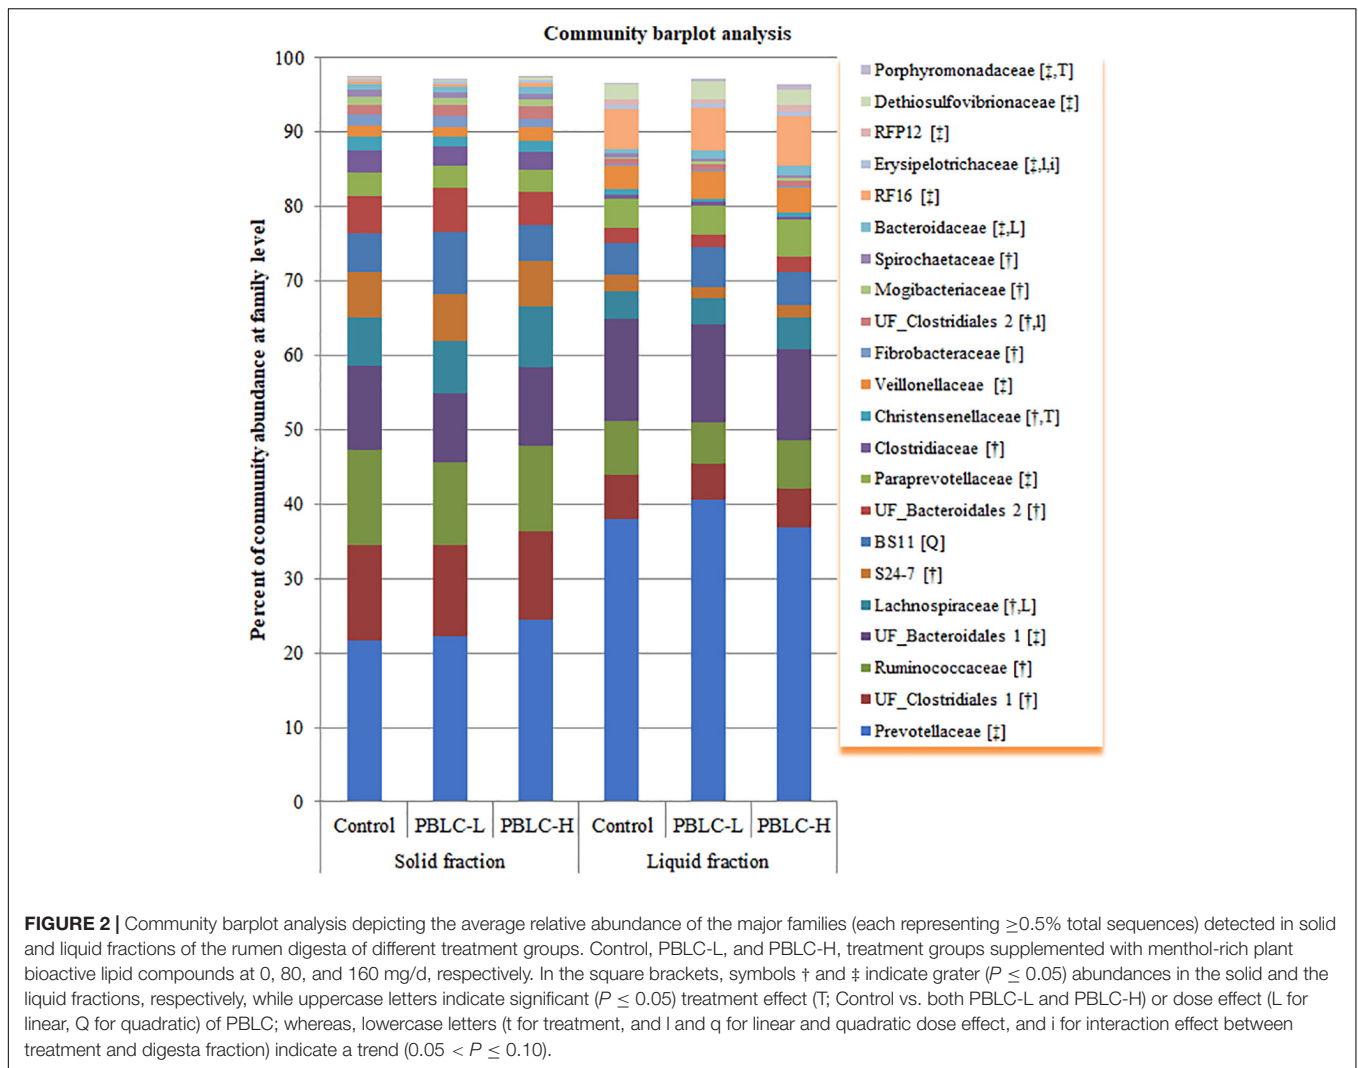 Community barplot analysis
Percent of community abundance at family level
100
90
80
70
60
50
40
30
20
10
0
Control
PBLC-L
PBLC-H
Control
PBLC-L
PBLC-H
Solid fraction
Liquid fraction
Porphyromonadaceae [‡,T]
Dethiosulfovibrionaceae [‡]
RFP12 [‡]
Erysipelotrichaceae [‡,l,i]
RF16 [‡]
Bacteroidaceae [‡,L]
Spirochaetaceae [†]
Mogibacteriaceae [†]
UF_Clostridiales 2 [†,l]
Fibrobacteraceae [†]
Veillonellaceae [‡]
Christensenellaceae [†,T]
Clostridiaceae [†]
Paraprevotellaceae [‡]
UF_Bacteroidales 2 [†]
BS11 [Q]
S24-7 [†]
Lachnospiraceae [†,L]
UF_Bacteroidales 1 [‡]
Ruminococcaceae [†]
UF_Clostridiales 1 [†]
Prevotellaceae [‡]
FIGURE 2 | Community barplot analysis depicting the average relative abundance of the major families (each representing ≥0.5% total sequences) detected in solid
and liquid fractions of the rumen digesta of different treatment groups. Control, PBLC-L, and PBLC-H, treatment groups supplemented with menthol-rich plant
bioactive lipid compounds at 0, 80, and 160 mg/d, respectively. In the square brackets, symbols † and ‡ indicate grater (P ≤ 0.05) abundances in the solid and the
liquid fractions, respectively, while uppercase letters indicate significant (P ≤ 0.05) treatment effect (T; Control vs. both PBLC-L and PBLC-H) or dose effect (L for
linear, Q for quadratic) of PBLC; whereas, lowercase letters (t for treatment, and l and q for linear and quadratic dose effect, and i for interaction effect between
treatment and digesta fraction) indicate a trend (0.05 < P ≤ 0.10).